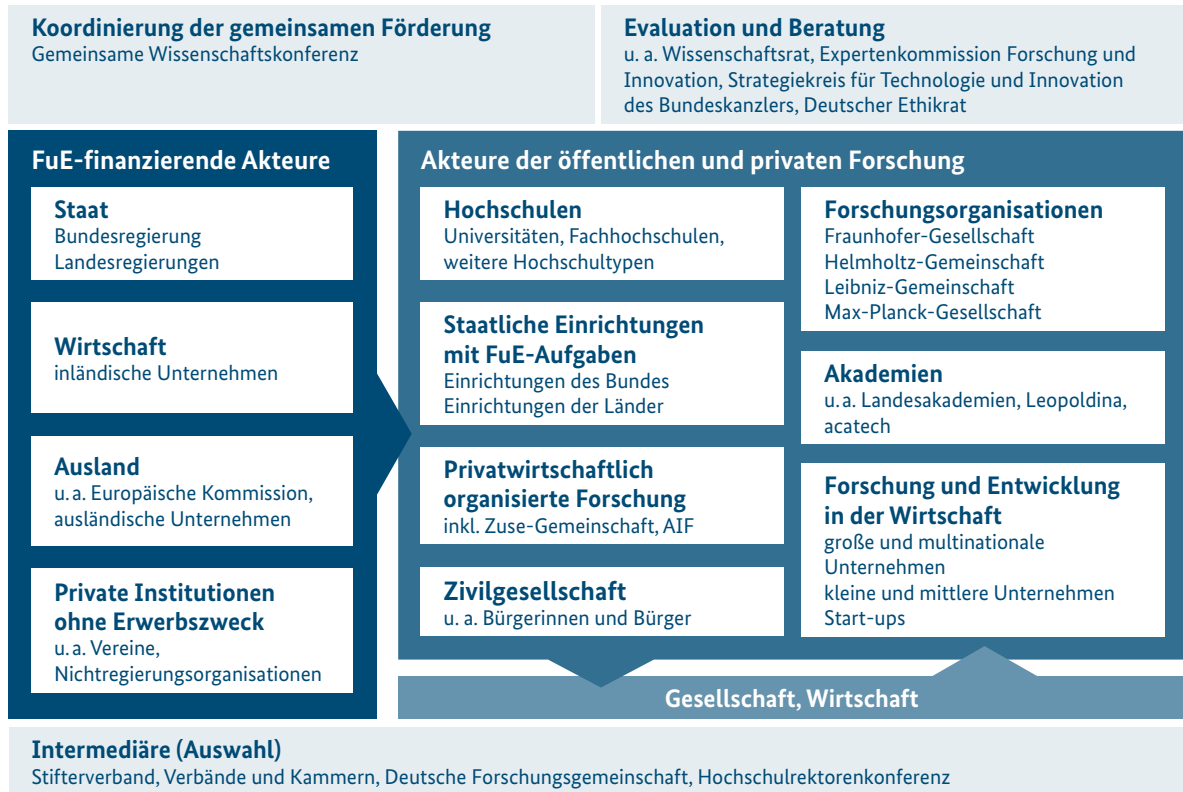 Koordinierung der gemeinsamen Förderung
Gemeinsame Wissenschaftskonferenz
Evaluation und Beratung
u. a. Wissenschaftsrat, Expertenkommission Forschung und
Innovation, Strategiekreis für Technologie und Innovation
des Bundeskanzlers, Deutscher Ethikrat
FuE-finanzierende Akteure
Staat
Bundesregierung
Landesregierungen
Wirtschaft
inländische Unternehmen
Ausland
u. a. Europäische Kommission,
ausländische Unternehmen
Private Institutionen
ohne Erwerbszweck
u. a. Vereine,
Nichtregierungsorganisationen
Akteure der öffentlichen und privaten Forschung
Hochschulen
Universitäten, Fachhochschulen,
weitere Hochschultypen
Staatliche Einrichtungen
mit FuE-Aufgaben
Einrichtungen des Bundes
Einrichtungen der Länder
Privatwirtschaftlich
organisierte Forschung
inkl. Zuse-Gemeinschaft, AIF
Zivilgesellschaft
u. a. Bürgerinnen und Bürger
Forschungsorganisationen
Fraunhofer-Gesellschaft
Helmholtz-Gemeinschaft
Leibniz-Gemeinschaft
Max-Planck-Gesellschaft
Akademien
u. a. Landesakademien, Leopoldina,
acatech
Forschung und Entwicklung
in der Wirtschaft
große und multinationale
Unternehmen
kleine und mittlere Unternehmen
Start-ups
Gesellschaft, Wirtschaft
Intermediäre (Auswahl)
Stifterverband, Verbände und Kammern, Deutsche Forschungsgemeinschaft, Hochschulrektorenkonferenz